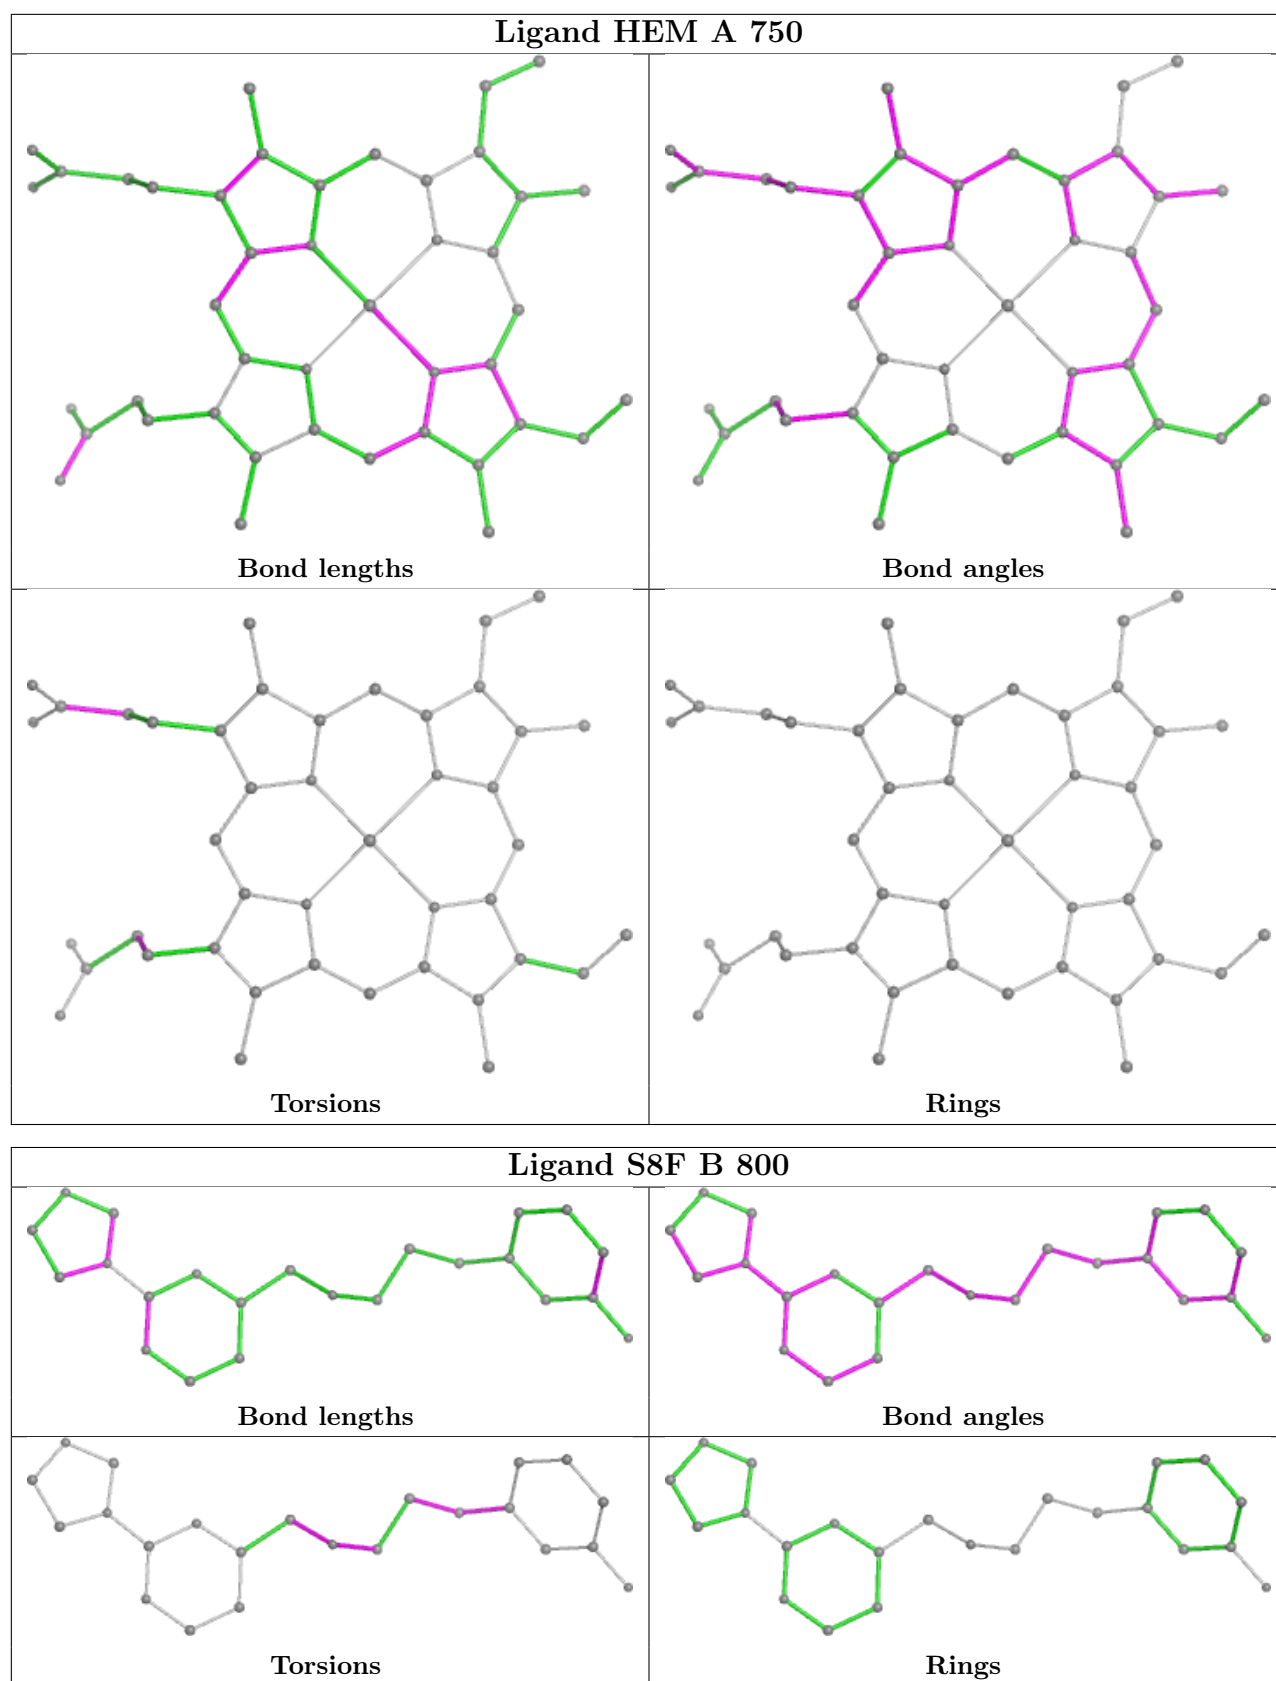 Ligand HEM A 750
Bond lengths
Bond angles
Torsions
Rings
Ligand S8F B 800
Bond lengths
Bond angles
Torsions
Rings